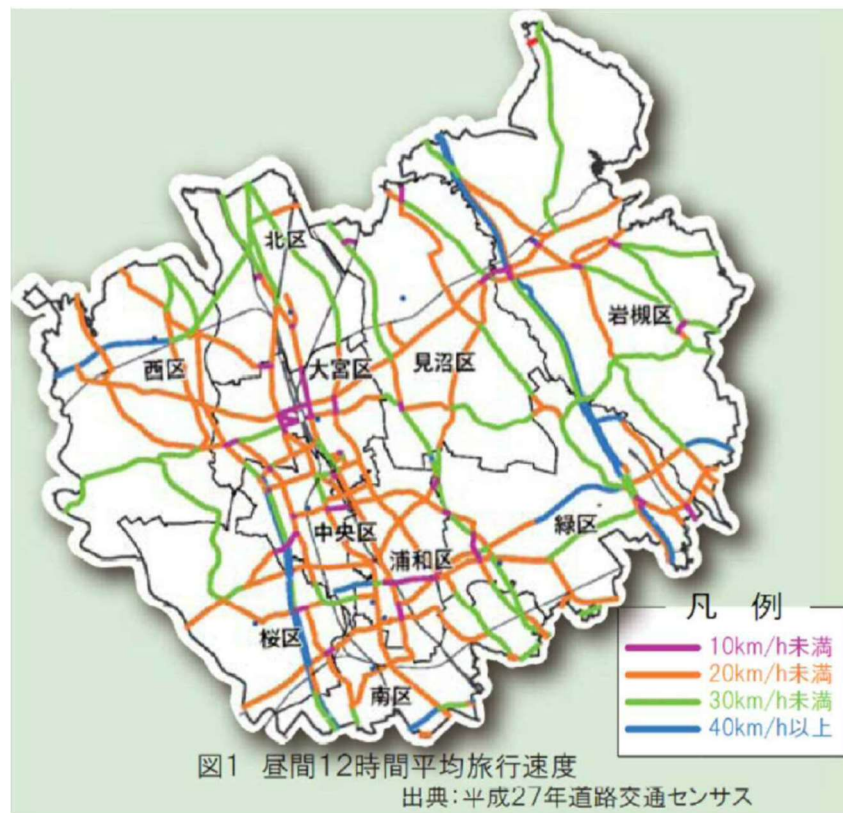 北区
岩槻区
西区
大宮区
見沼区
中央区
緑区
浦和区
桜区
南区
凡 例
10km/h未満
20km/h未満
30km/h未満
40km/h以上
図1 昼間12時間平均旅行速度
出典：平成27年道路交通センサス